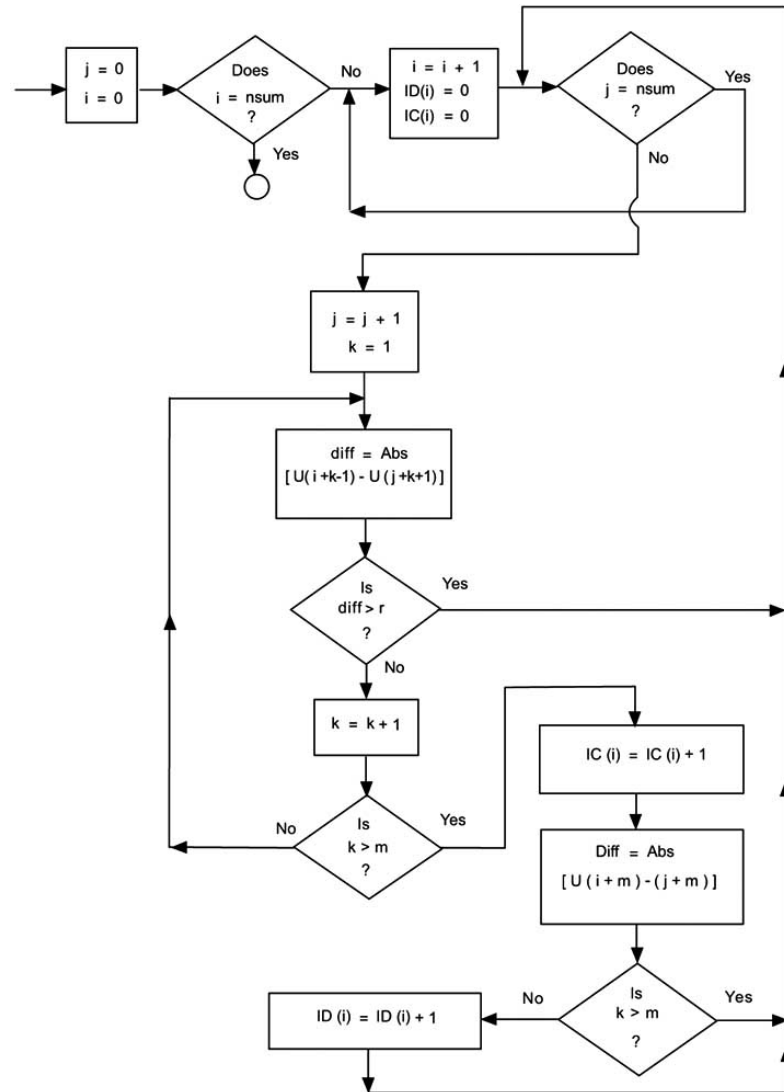 j = 0
i = 0
Does
i = nsum
?
No
Yes
i = i + 1
ID(i) = 0
IC(i) = 0
Does
j = nsum
?
Yes
No
j = j + 1
k = 1
diff = Abs
[ U( i +k-1) - U ( j +k+1) ]
Is
diff > r
?
Yes
No
k = k + 1
Is
k > m
?
No
Yes
IC (i) = IC (i) + 1
Diff = Abs
[ U ( i + m ) - ( j + m ) ]
Is
k > m
?
No
Yes
ID (i) = ID (i) + 1